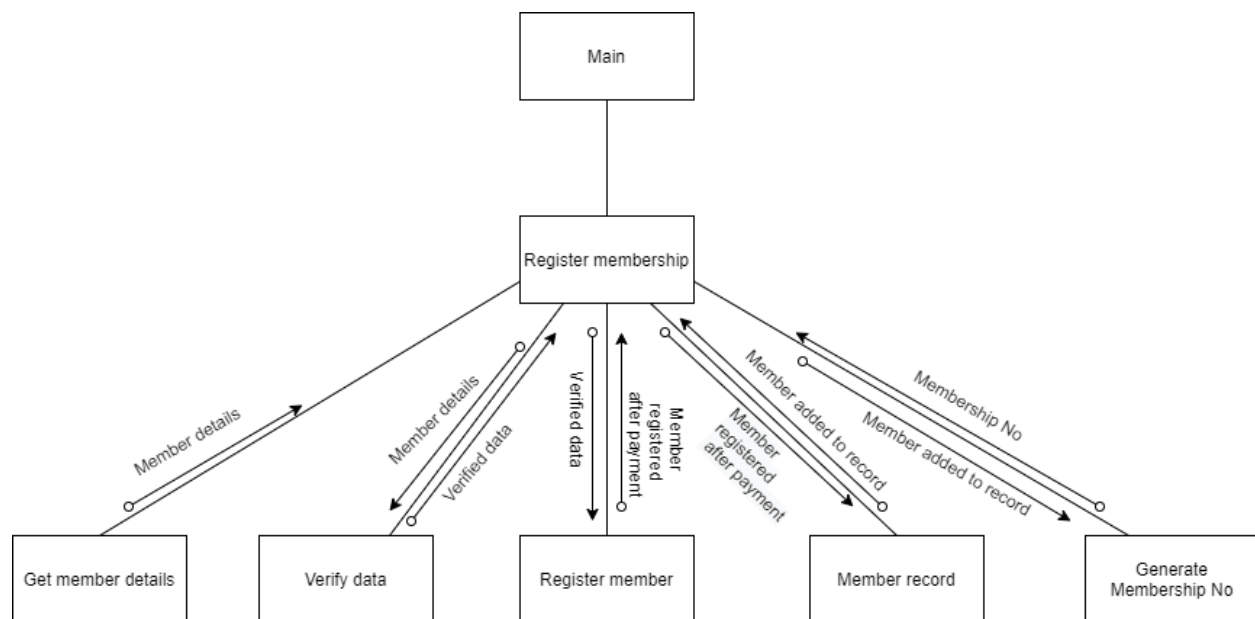 Main
Register membership
Member details
Member details
Verified data
Verified data
Member
registered
after payment
Member
registered
after payment
Member added to record
Membership No
Member added to record
Get member details
Verify data
Register member
Member record
Generate
Membership No